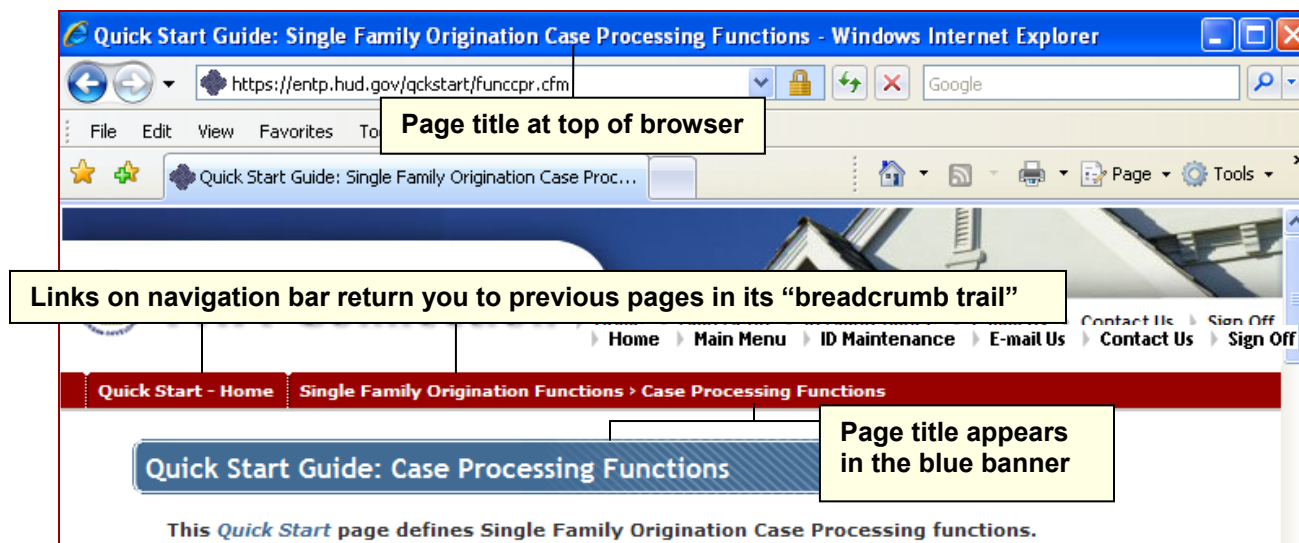 Quick Start Guide: Single Family Origination Case Processing Functions - Windows Internet Explorer
https://entp.hud.gov/qckstart/funccpr.cfm
Google
Page title at top of browser
File Edit View Favorites
Quick Start Guide: Single Family Origination Case Proc...
Page Tools
Links on navigation bar return you to previous pages in its “breadcrumb trail”
Contact Us Sign Off
Home Main Menu ID Maintenance E-mail Us Contact Us Sign Off
Quick Start - Home Single Family Origination Functions > Case Processing Functions
Page title appears
in the blue banner
Quick Start Guide: Case Processing Functions
This Quick Start page defines Single Family Origination Case Processing functions.